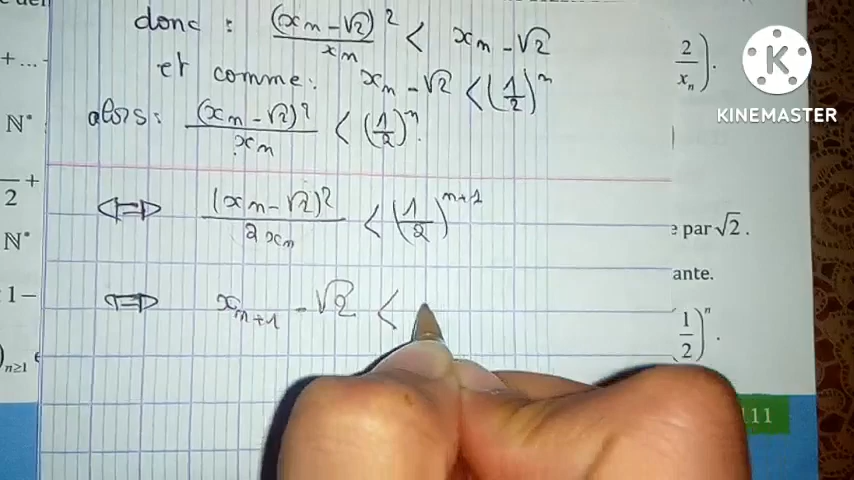 donc : (xn - √2)²/xn < xn - √2
et comme : xn - √2 < (1/2)^n
alors : (xn - √2)²/xn < (1/2)^n.
⟺ (xn - √2)²/2xn < (1/2)^(n+1)
⟺ xn+1 - √2 <
+ ...
N*
2 +
N*
1 -
)n≥1
2/xn).
e par √2.
ante.
(1/2)^n.
111
KINEMASTER